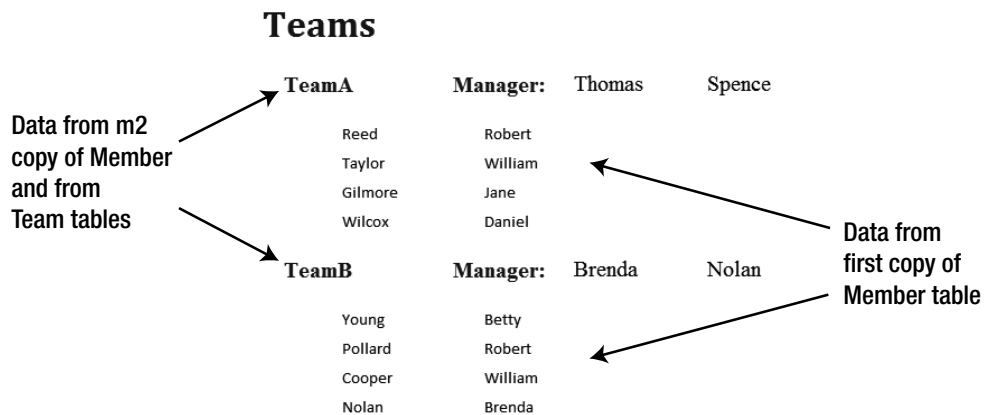 Teams
TeamA Manager: Thomas Spence
Reed Robert
Taylor William
Gilmore Jane
Wilcox Daniel
TeamB Manager: Brenda Nolan
Young Betty
Pollard Robert
Cooper William
Nolan Brenda
Data from m2
copy of Member
and from
Team tables
Data from
first copy of
Member table